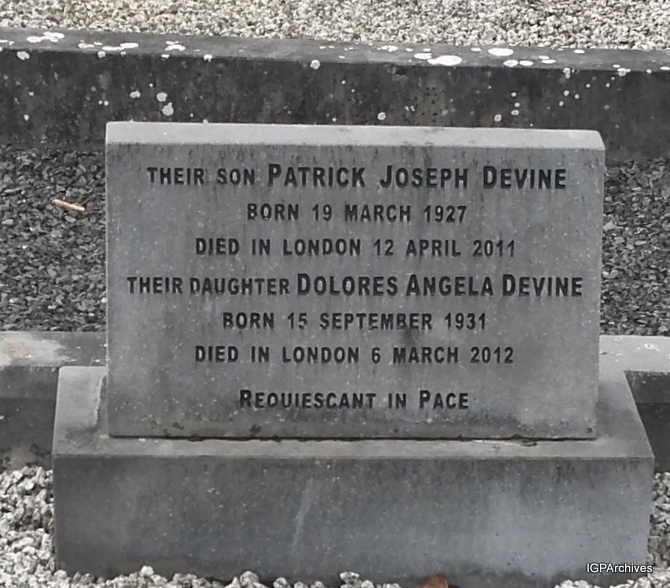 THEIR SON PATRICK JOSEPH DEVINE
BORN 19 MARCH 1927
DIED IN LONDON 12 APRIL 2011
THEIR DAUGHTER DOLORES ANGELA DEVINE
BORN 15 SEPTEMBER 1931
DIED IN LONDON 6 MARCH 2012
REQUIESCANT IN PACE
IGPArchives